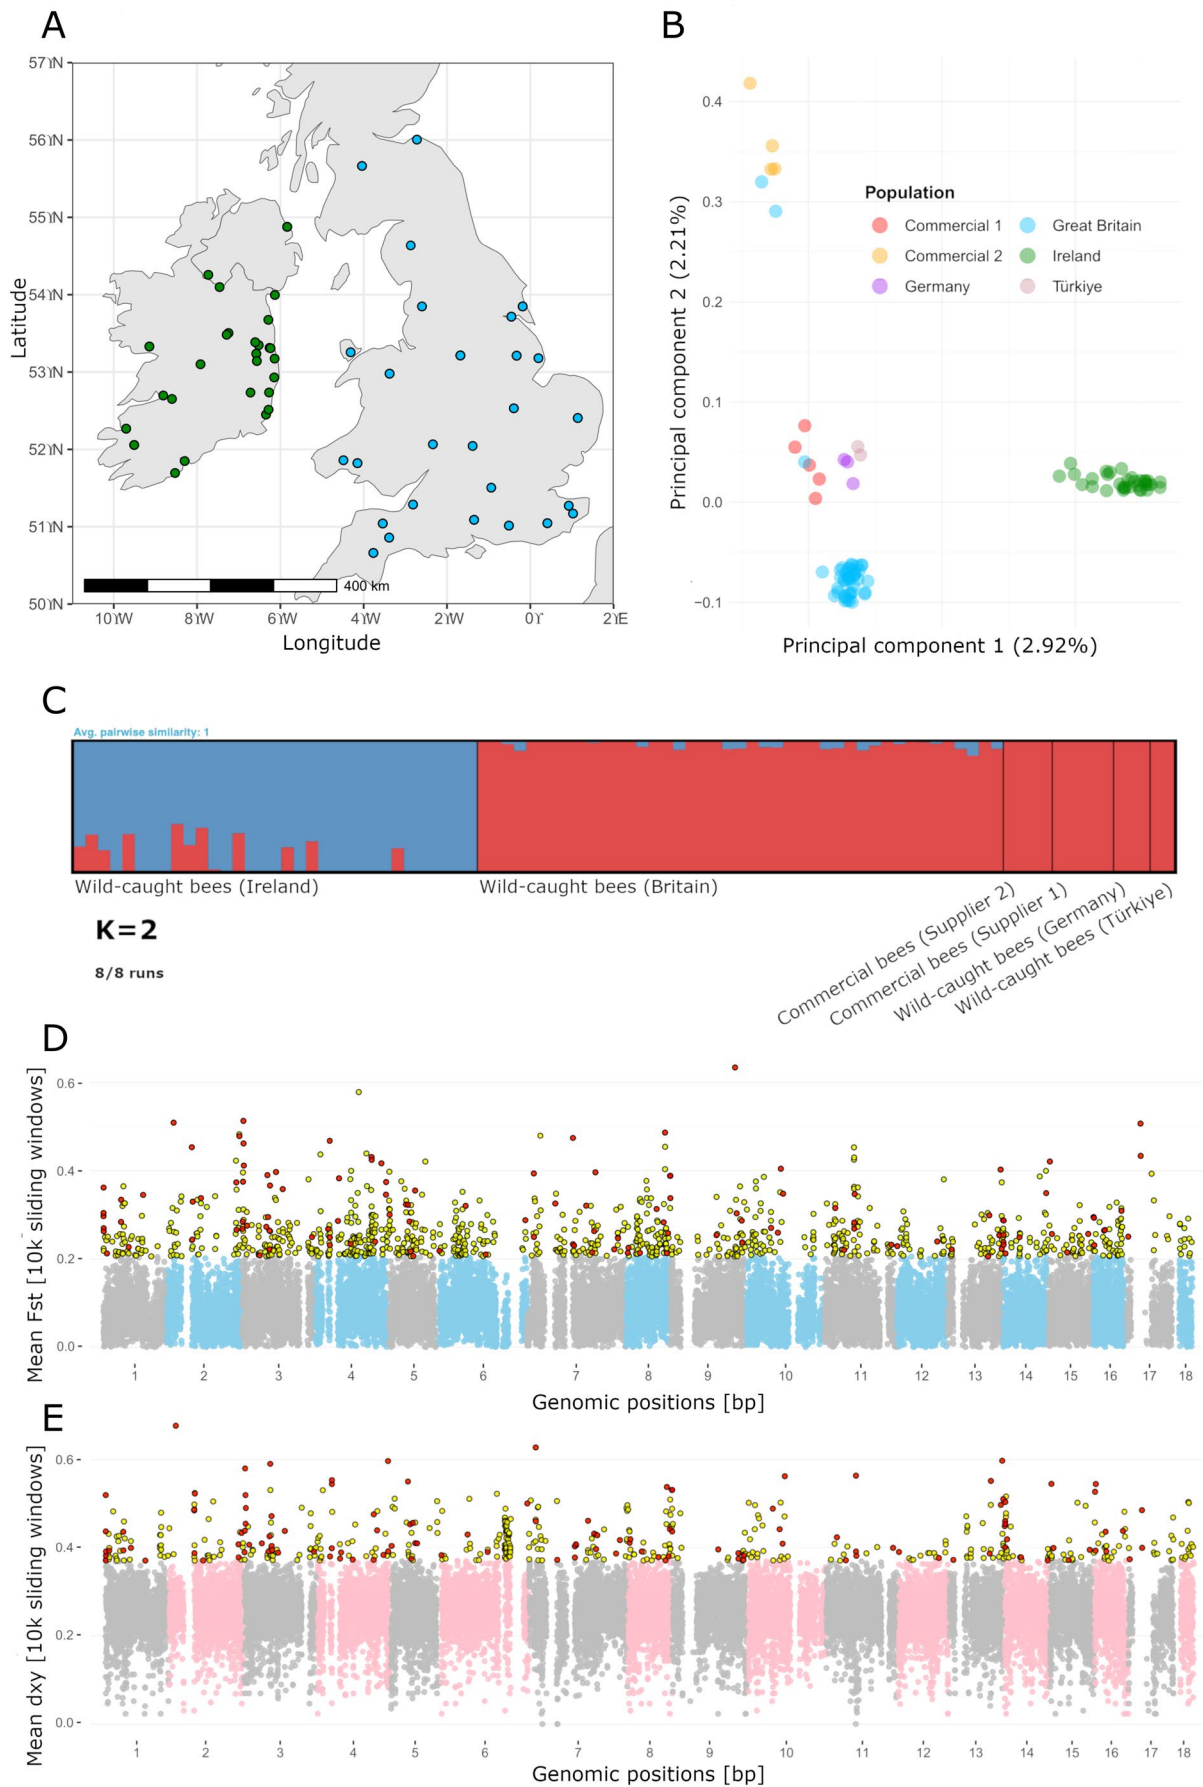 A
57°N
56°N
55°N
54°N
53°N
52°N
51°N
50°N
Latitude
400 km
10°W 8°W 6°W 4°W 2°W 0° 2°E
Longitude
B
0.4
0.3
0.2
0.1
0.0
−0.1
Principal component 2 (2.21%)
Population
Commercial 1 Great Britain
Commercial 2 Ireland
Germany Türkiye
Principal component 1 (2.92%)
C
Avg. pairwise similarity: 1
Wild-caught bees (Ireland) Wild-caught bees (Britain)
Commercial bees (Supplier 2)
Commercial bees (Supplier 1)
Wild-caught bees (Germany)
Wild-caught bees (Türkiye)
K=2
8/8 runs
D
Mean Fst [10k sliding windows]
0.6
0.4
0.2
0.0
1 2 3 4 5 6 7 8 9 10 11 12 13 14 15 16 17 18
Genomic positions [bp]
E
Mean dxy [10k sliding windows]
0.6
0.4
0.2
0.0
1 2 3 4 5 6 7 8 9 10 11 12 13 14 15 16 17 18
Genomic positions [bp]